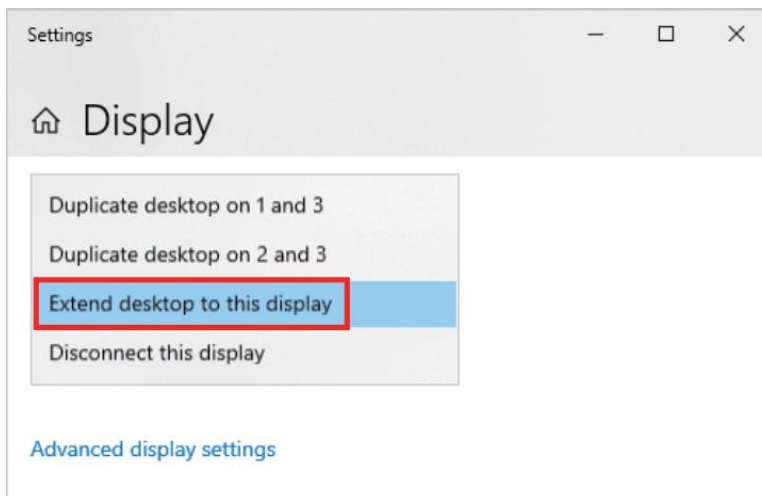 Settings
Display
Duplicate desktop on 1 and 3
Duplicate desktop on 2 and 3
Extend desktop to this display
Disconnect this display
Advanced display settings